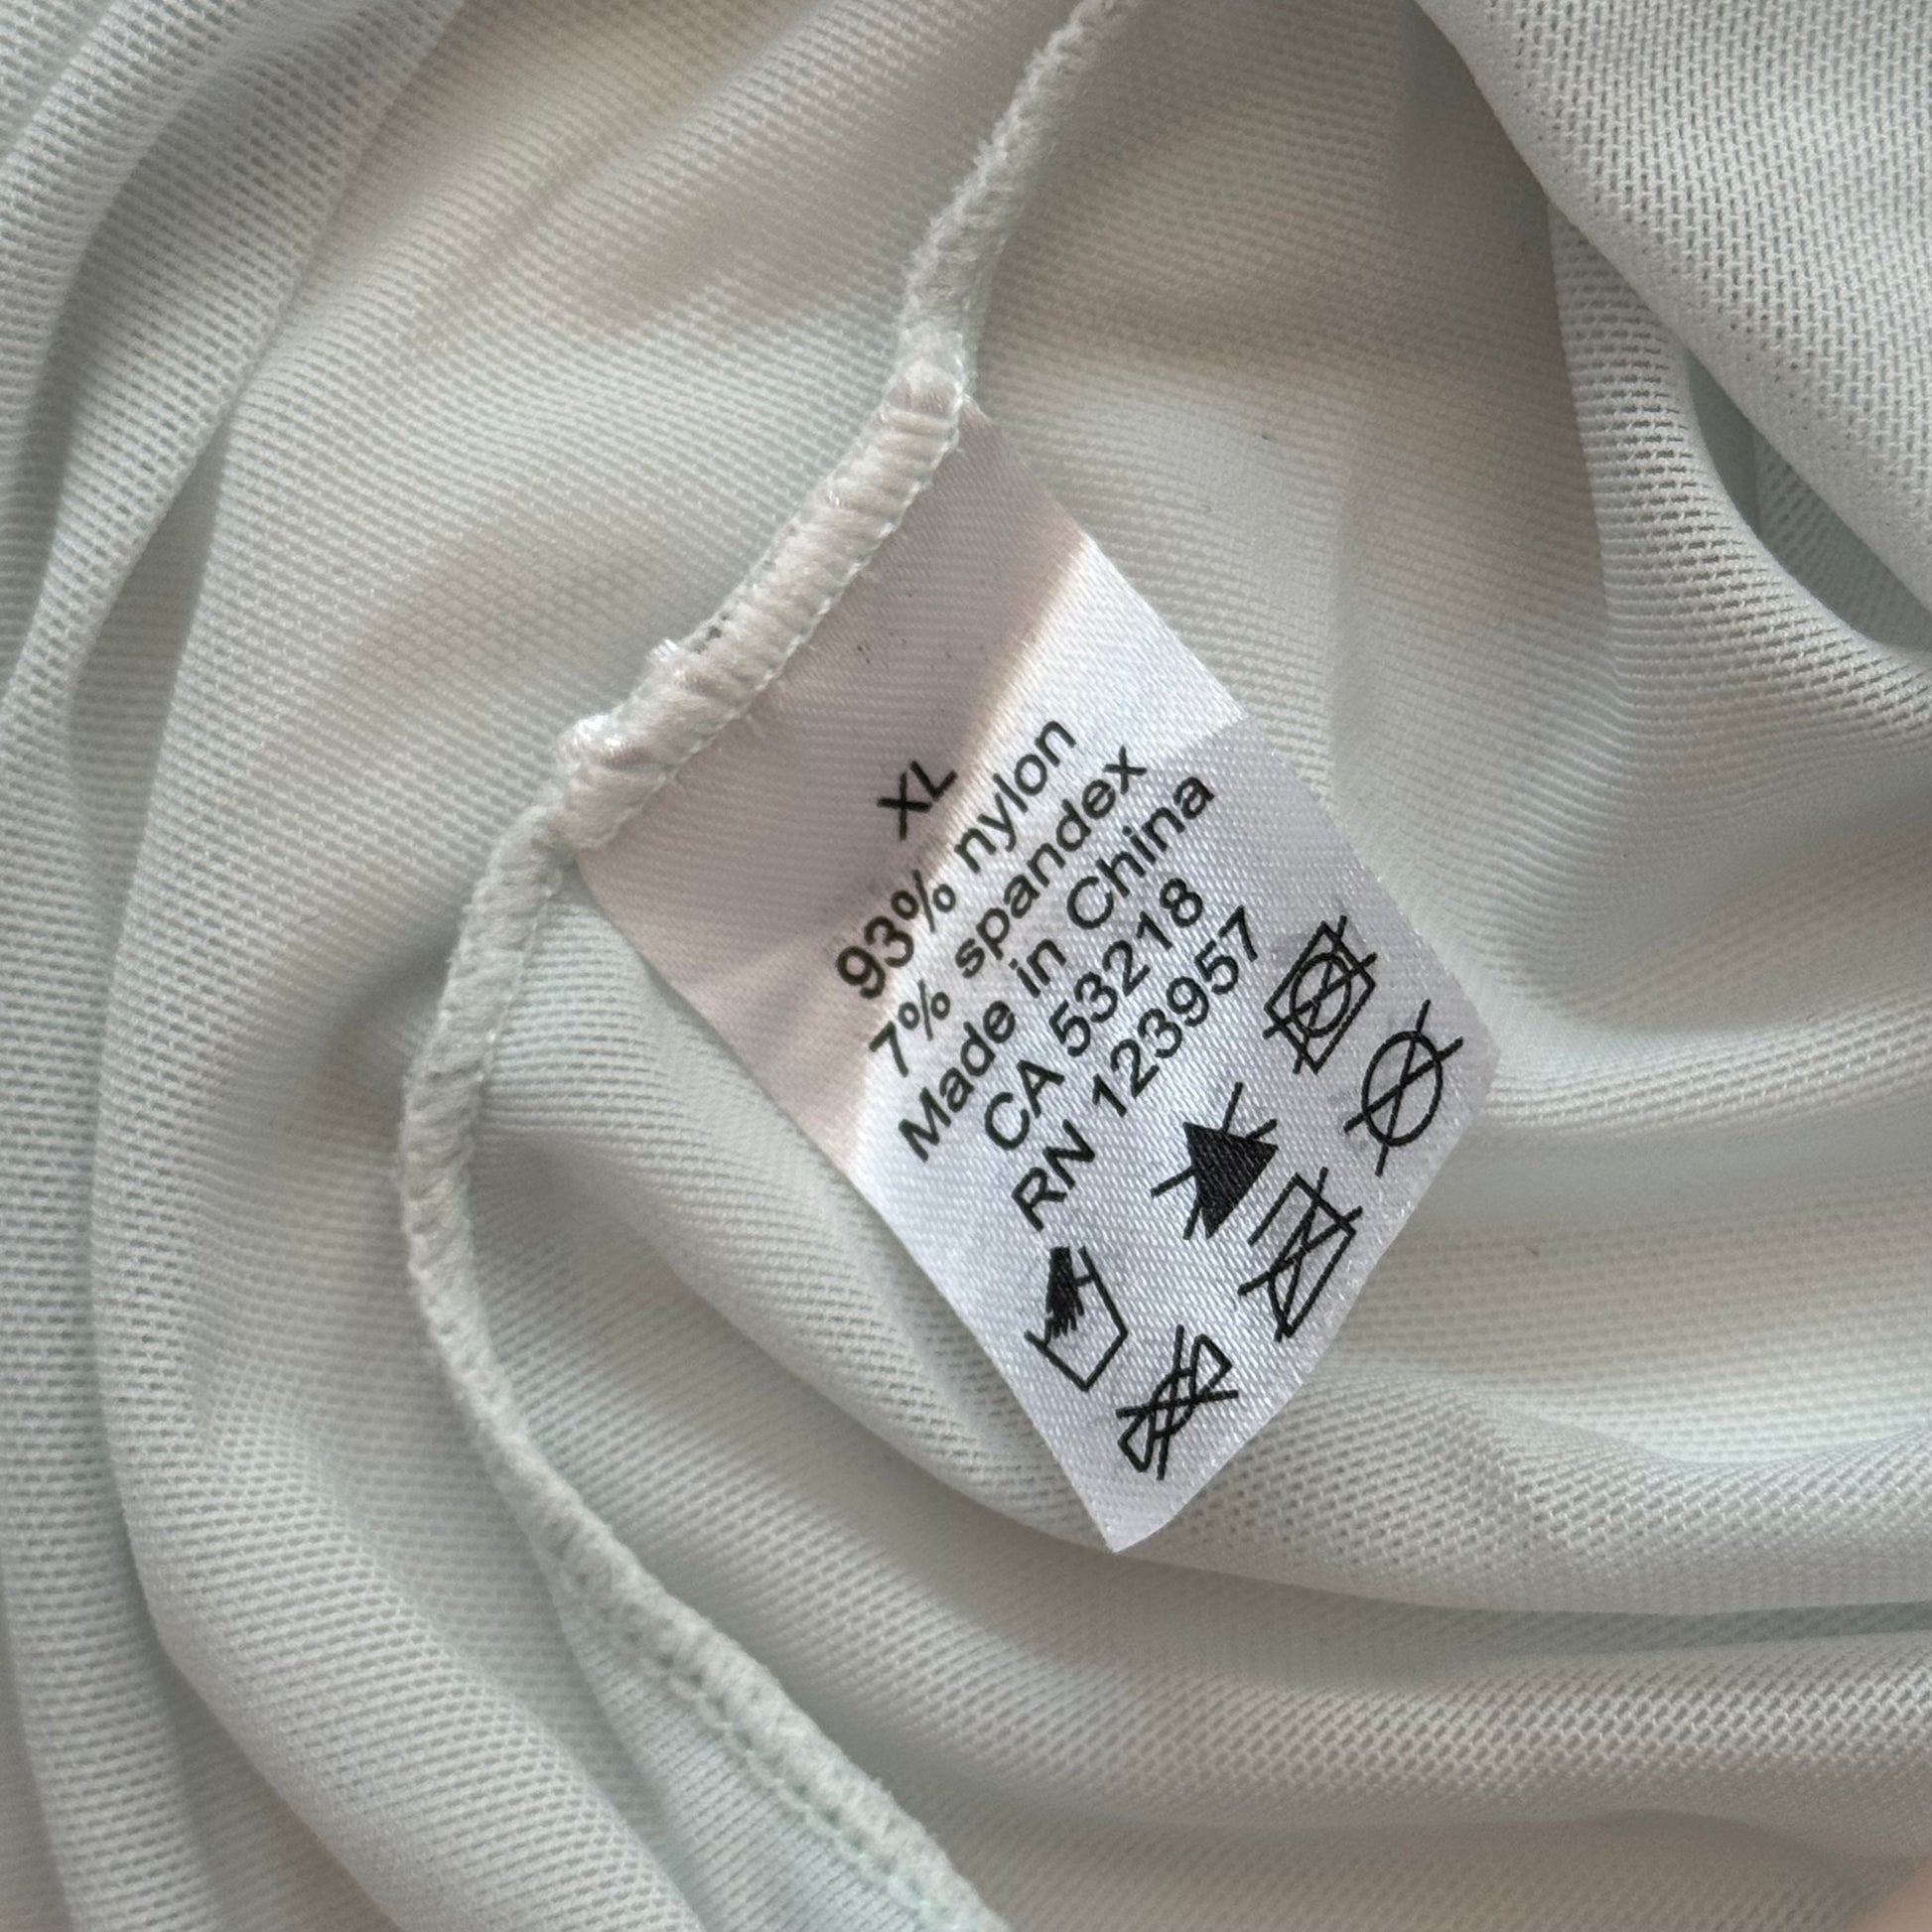 XL
93% nylon
7% spandex
Made in China
CA 53218
RN 123957